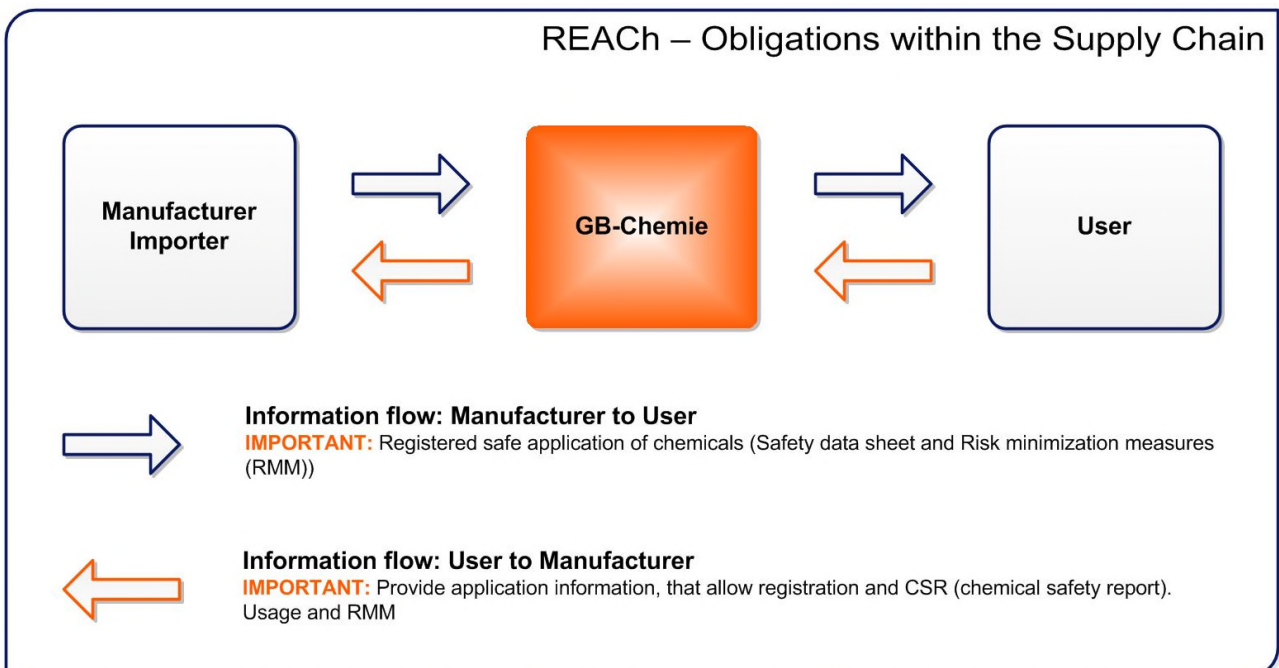 REACh – Obligations within the Supply Chain
Manufacturer
Importer
GB-Chemie
User
Information flow: Manufacturer to User
IMPORTANT: Registered safe application of chemicals (Safety data sheet and Risk minimization measures
(RMM))
Information flow: User to Manufacturer
IMPORTANT: Provide application information, that allow registration and CSR (chemical safety report).
Usage and RMM